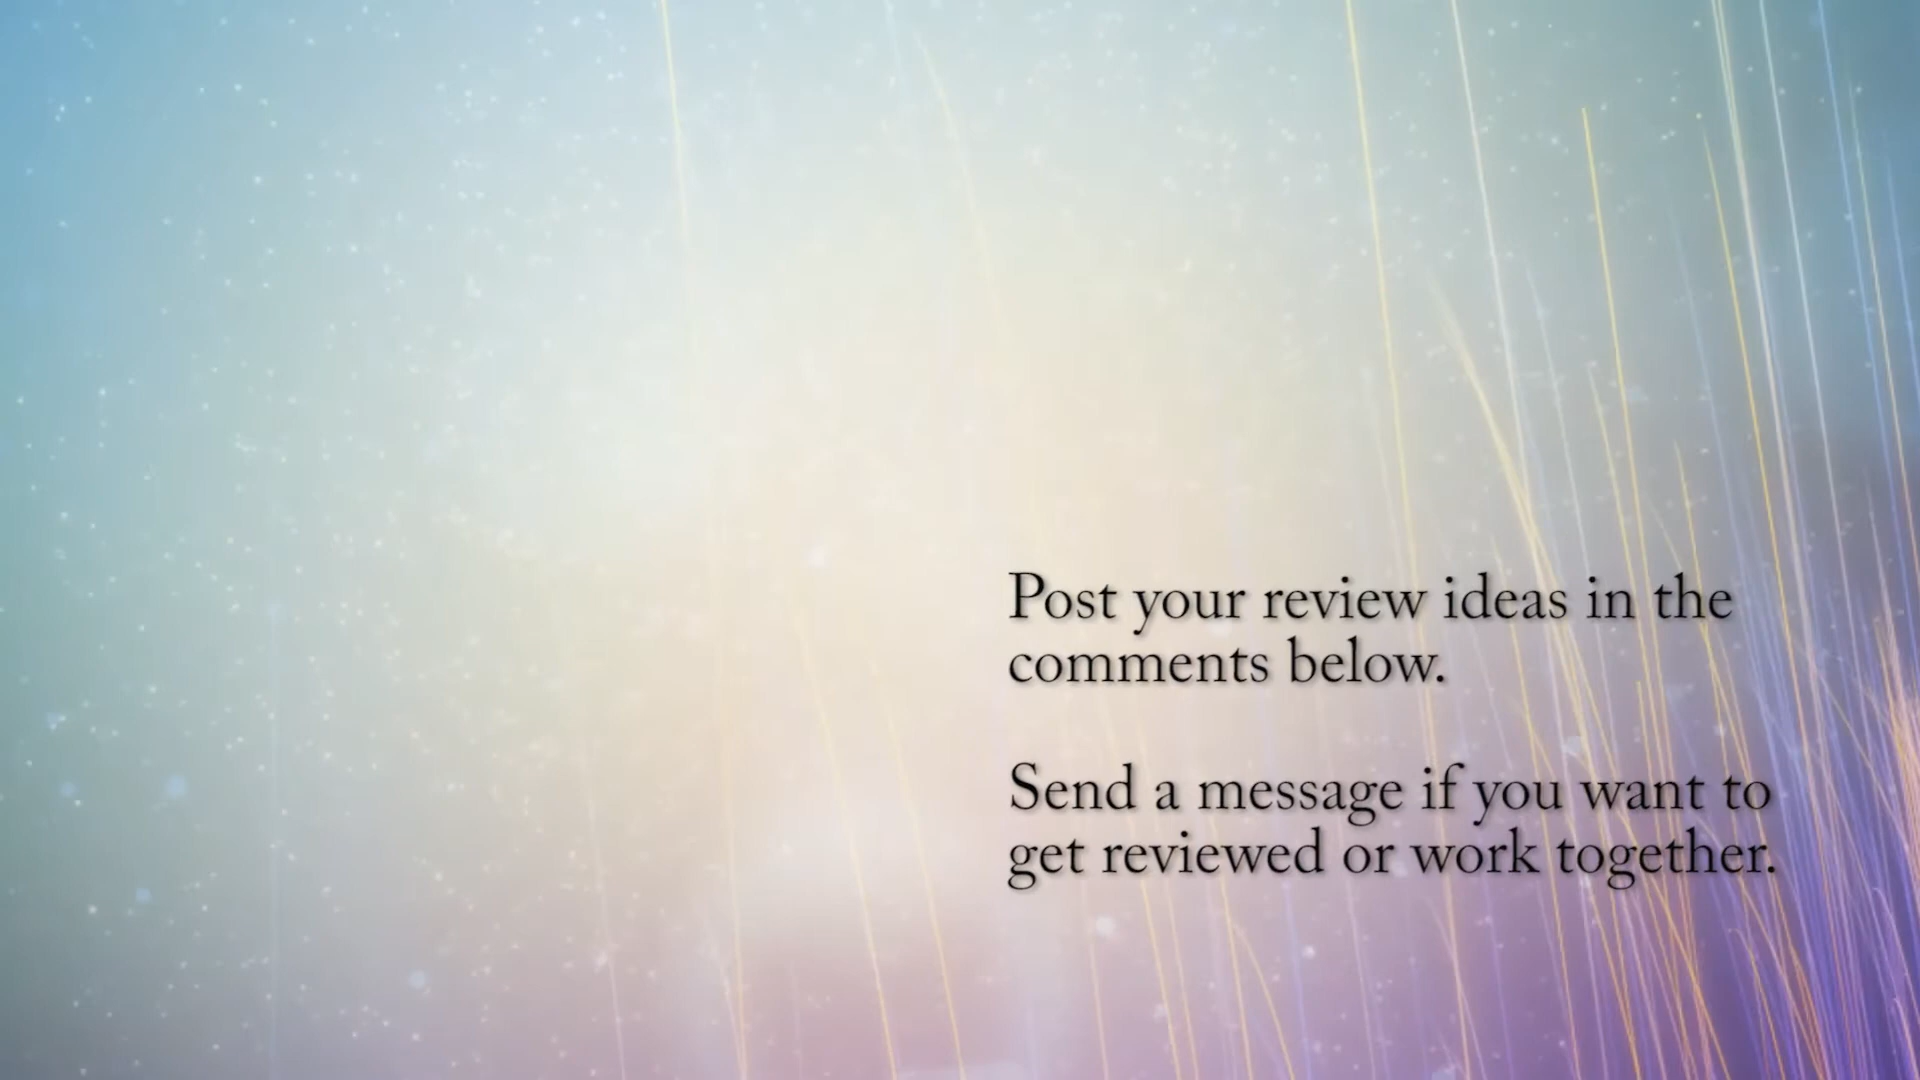 Post your review ideas in the
comments below.
Send a message if you want to
get reviewed or work together.